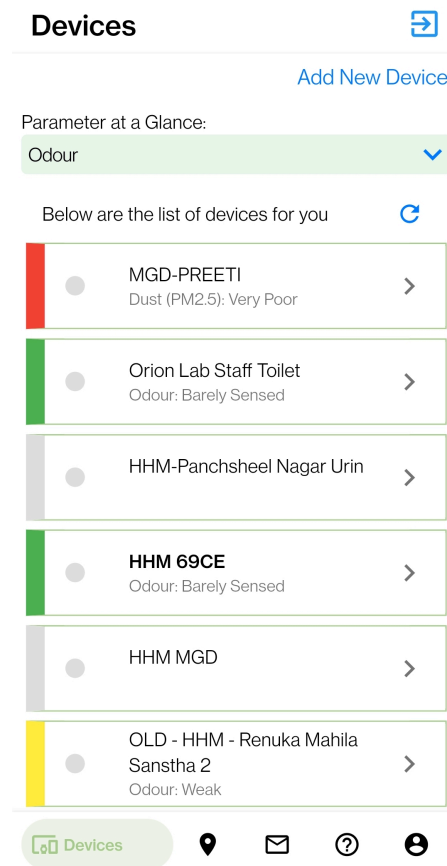 Devices
Add New Device
Parameter at a Glance:
Odour
Below are the list of devices for you
MGD-PREETI
Dust (PM2.5): Very Poor
Orion Lab Staff Toilet
Odour: Barely Sensed
HHM-Panchsheel Nagar Urin
HHM 69CE
Odour: Barely Sensed
HHM MGD
OLD - HHM - Renuka Mahila
Sanstha 2
Odour: Weak
Devices